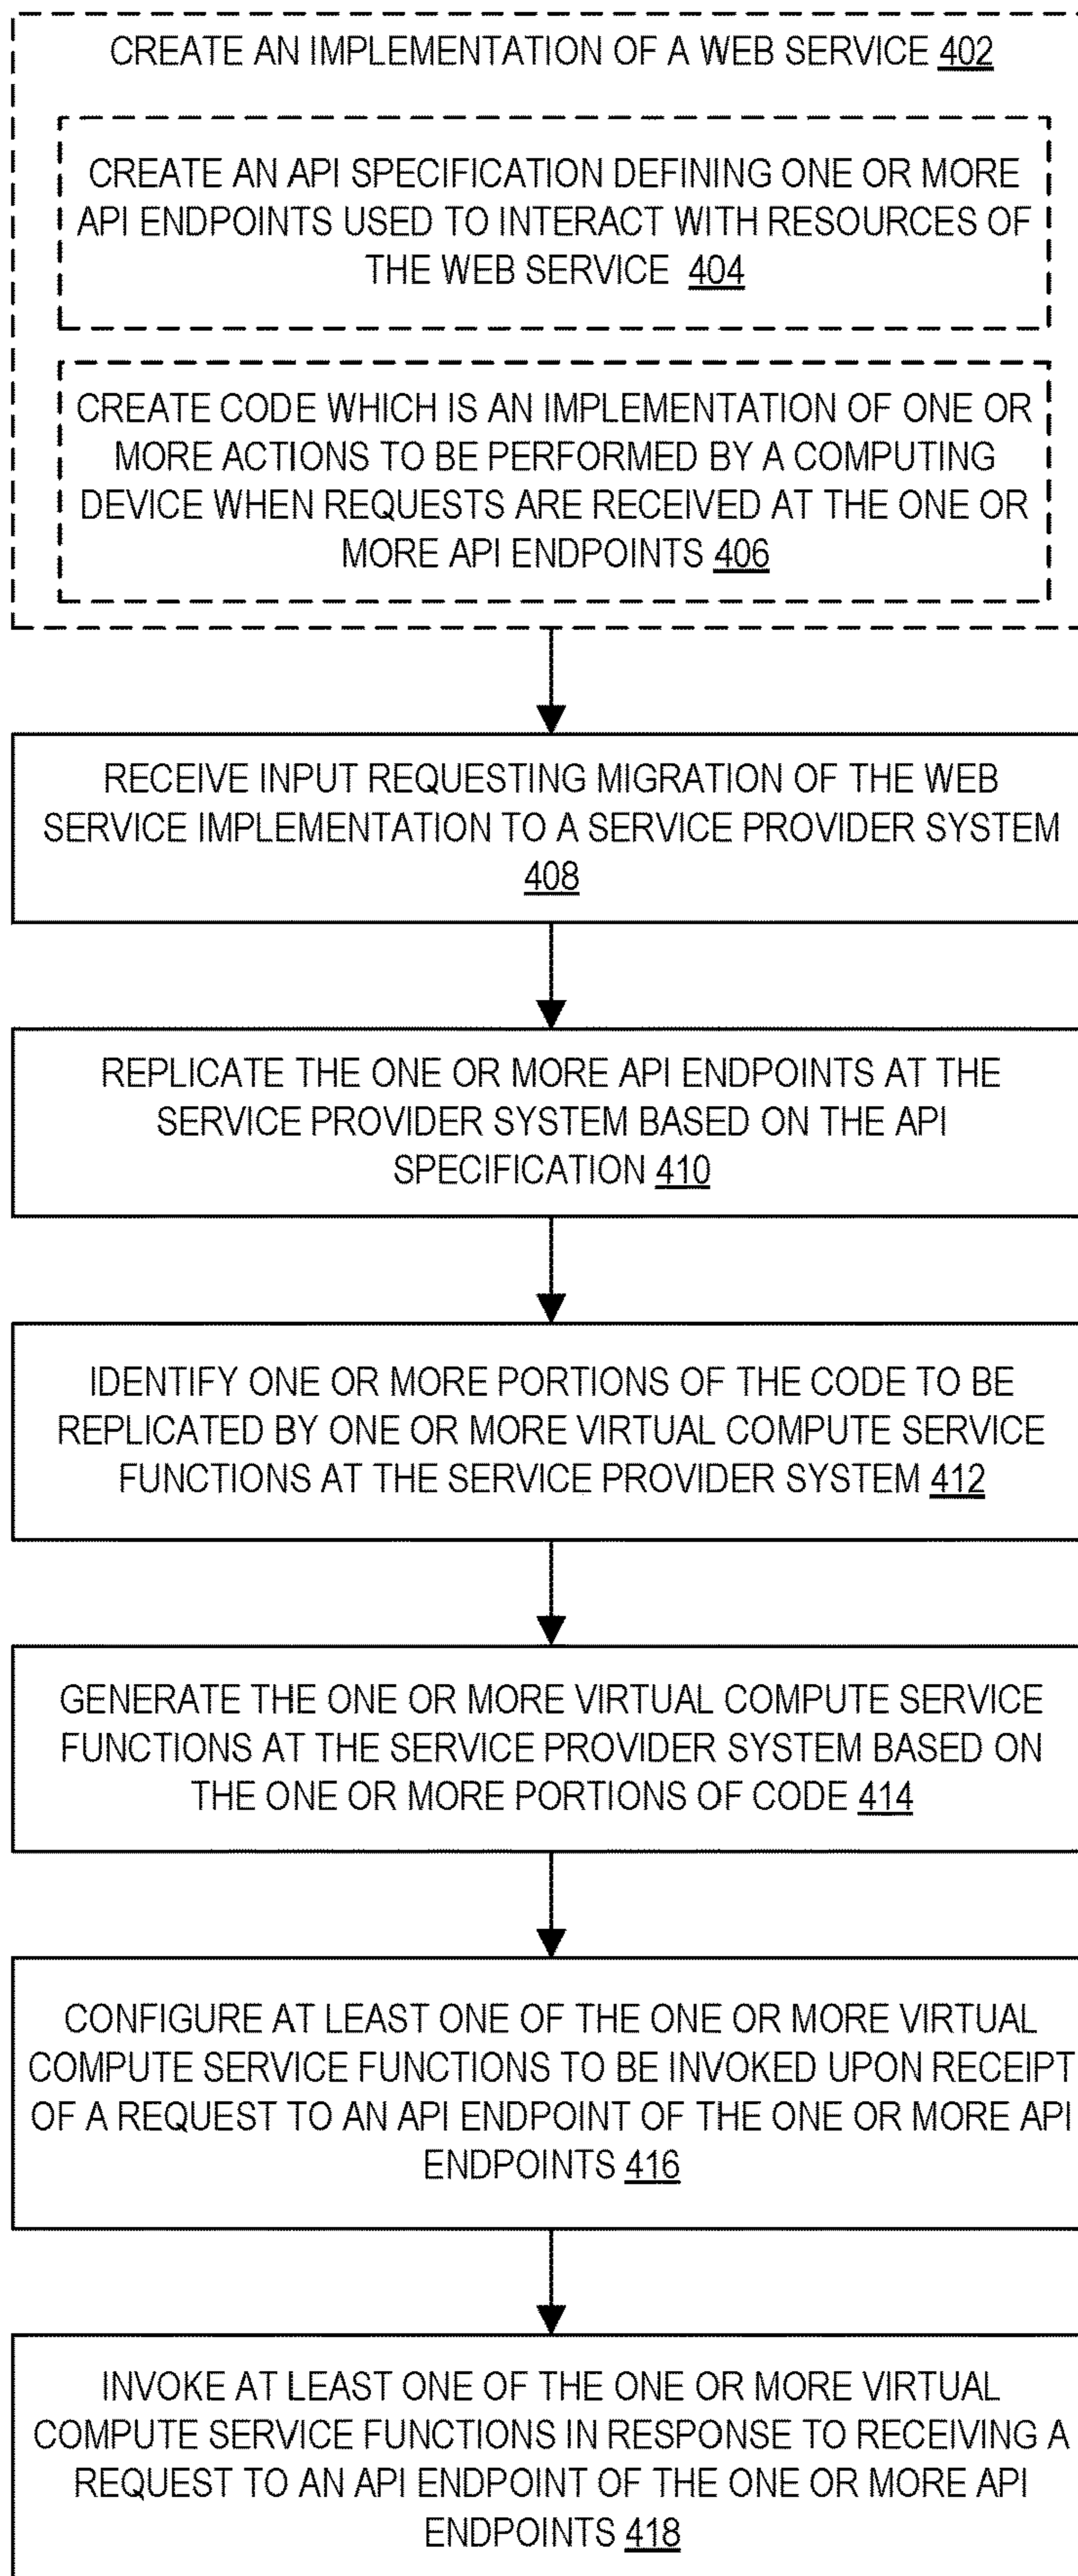 CREATE AN IMPLEMENTATION OF A WEB SERVICE 402
CREATE AN API SPECIFICATION DEFINING ONE OR MORE
API ENDPOINTS USED TO INTERACT WITH RESOURCES OF
THE WEB SERVICE 404
CREATE CODE WHICH IS AN IMPLEMENTATION OF ONE OR
MORE ACTIONS TO BE PERFORMED BY A COMPUTING
DEVICE WHEN REQUESTS ARE RECEIVED AT THE ONE OR
MORE API ENDPOINTS 406
RECEIVE INPUT REQUESTING MIGRATION OF THE WEB
SERVICE IMPLEMENTATION TO A SERVICE PROVIDER SYSTEM
408
REPLICATE THE ONE OR MORE API ENDPOINTS AT THE
SERVICE PROVIDER SYSTEM BASED ON THE API
SPECIFICATION 410
IDENTIFY ONE OR MORE PORTIONS OF THE CODE TO BE
REPLICATED BY ONE OR MORE VIRTUAL COMPUTE SERVICE
FUNCTIONS AT THE SERVICE PROVIDER SYSTEM 412
GENERATE THE ONE OR MORE VIRTUAL COMPUTE SERVICE
FUNCTIONS AT THE SERVICE PROVIDER SYSTEM BASED ON
THE ONE OR MORE PORTIONS OF CODE 414
CONFIGURE AT LEAST ONE OF THE ONE OR MORE VIRTUAL
COMPUTE SERVICE FUNCTIONS TO BE INVOKED UPON RECEIPT
OF A REQUEST TO AN API ENDPOINT OF THE ONE OR MORE API
ENDPOINTS 416
INVOKE AT LEAST ONE OF THE ONE OR MORE VIRTUAL
COMPUTE SERVICE FUNCTIONS IN RESPONSE TO RECEIVING A
REQUEST TO AN API ENDPOINT OF THE ONE OR MORE API
ENDPOINTS 418